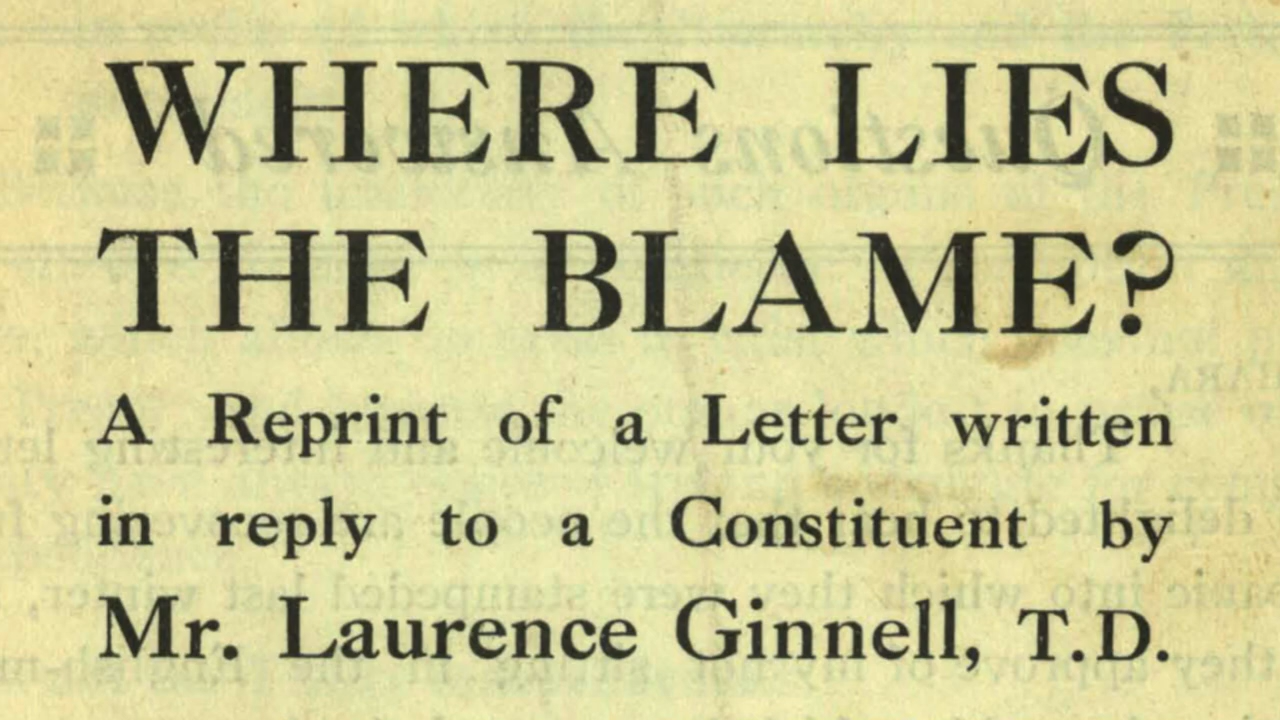 WHERE LIES
THE BLAME?
A Reprint of a Letter written
in reply to a Constituent by
Mr. Laurence Ginnell, T.D.